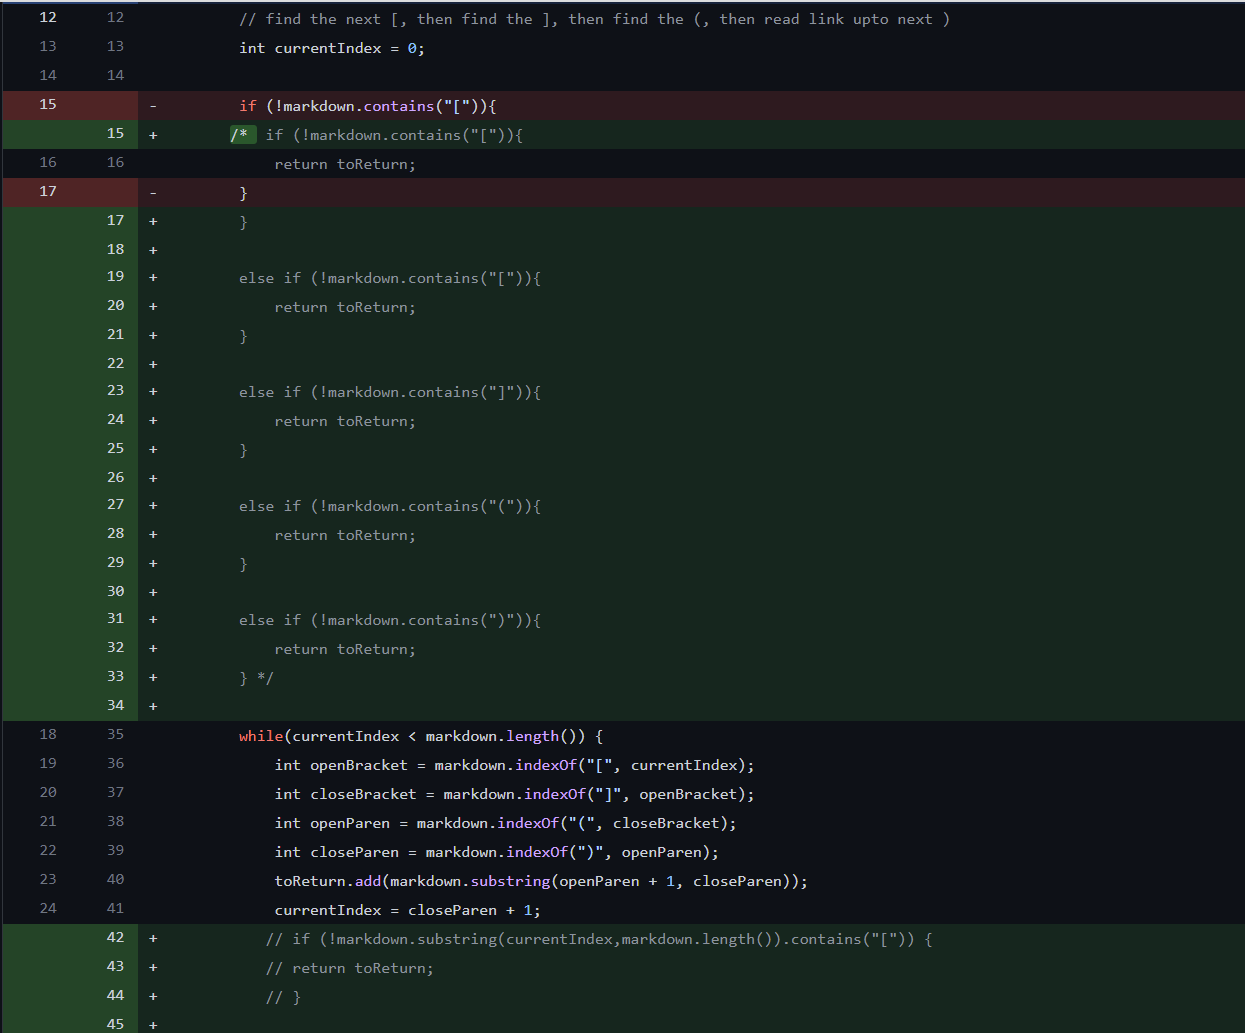 12 12 // find the next [, then find the ], then find the (, then read link upto next )
13 13 int currentIndex = 0;
14 14
15 - if (!markdown.contains("[")){
15 + /* if (!markdown.contains("[")){
16 16 return toReturn;
17 - }
17 + }
18 +
19 + else if (!markdown.contains("[")){
20 + return toReturn;
21 + }
22 +
23 + else if (!markdown.contains("]")){
24 + return toReturn;
25 + }
26 +
27 + else if (!markdown.contains("(")){
28 + return toReturn;
29 + }
30 +
31 + else if (!markdown.contains(")")){
32 + return toReturn;
33 + } */
34 +
18 35 while(currentIndex < markdown.length()) {
19 36 int openBracket = markdown.indexOf("[", currentIndex);
20 37 int closeBracket = markdown.indexOf("]", openBracket);
21 38 int openParen = markdown.indexOf("(", closeBracket);
22 39 int closeParen = markdown.indexOf(")", openParen);
23 40 toReturn.add(markdown.substring(openParen + 1, closeParen));
24 41 currentIndex = closeParen + 1;
42 + // if (!markdown.substring(currentIndex,markdown.length()).contains("[")) {
43 + // return toReturn;
44 + // }
45 +